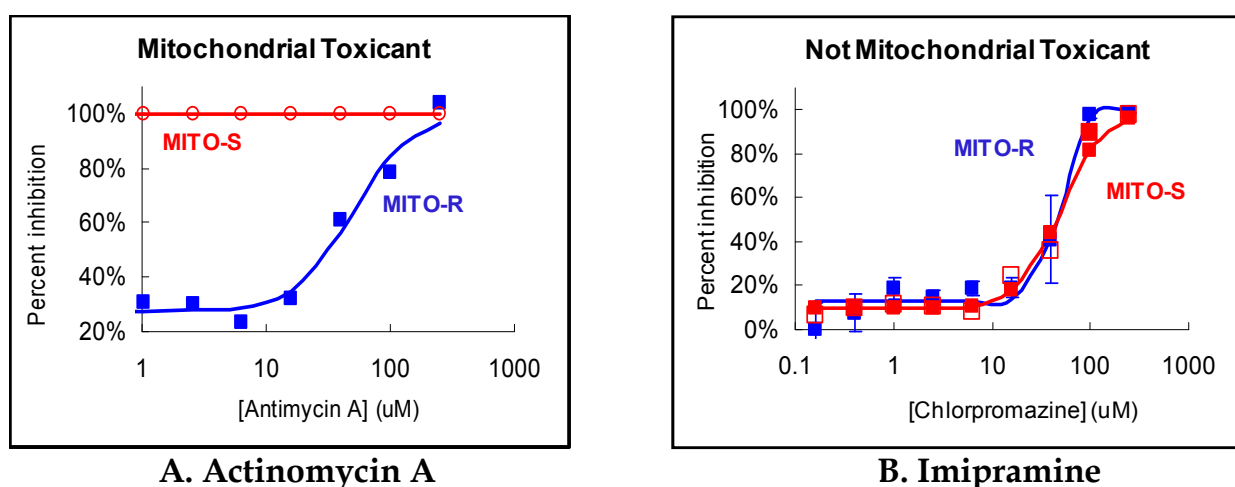 Mitochondrial Toxicant
Percent inhibition
100%
80%
60%
40%
20%
MITO-S
MITO-R
1 10 100 1000
[Antimycin A] (uM)
A. Actinomycin A
Not Mitochondrial Toxicant
Percent inhibition
100%
80%
60%
40%
20%
0%
MITO-R
MITO-S
0.1 1 10 100 1000
[Chlorpromazine] (uM)
B. Imipramine